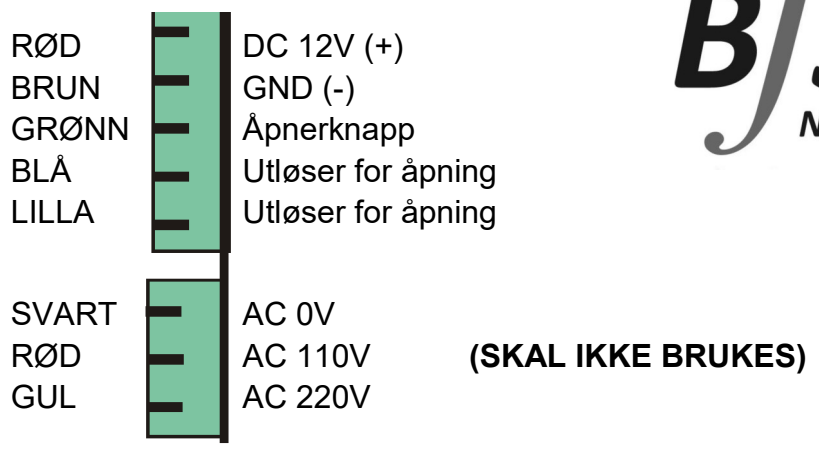 RØD DC 12V (+)
BRUN GND (-)
GRØNN Åpnerknapp
BLÅ Utløser for åpning
LILLA Utløser for åpning
SVART AC 0V
RØD AC 110V (SKAL IKKE BRUKES)
GUL AC 220V